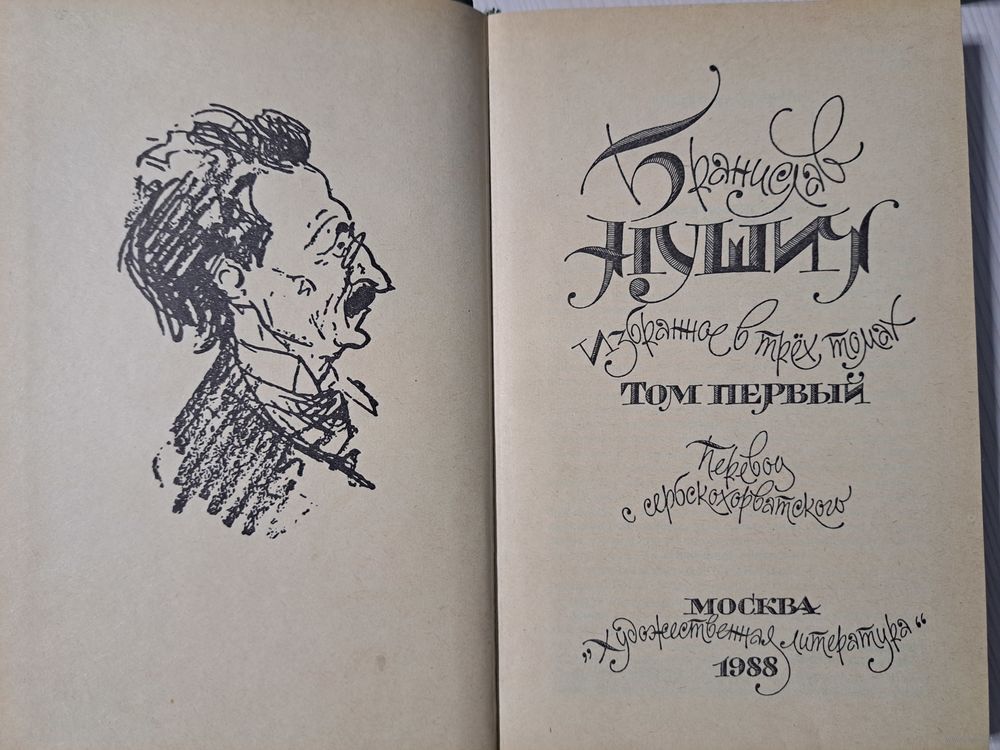 Бранислав
НУШИЧ
Избранное в трёх томах
ТОМ ПЕРВЫЙ
Перевод
с сербскохорватского
МОСКВА
„Художественная литература“
1988